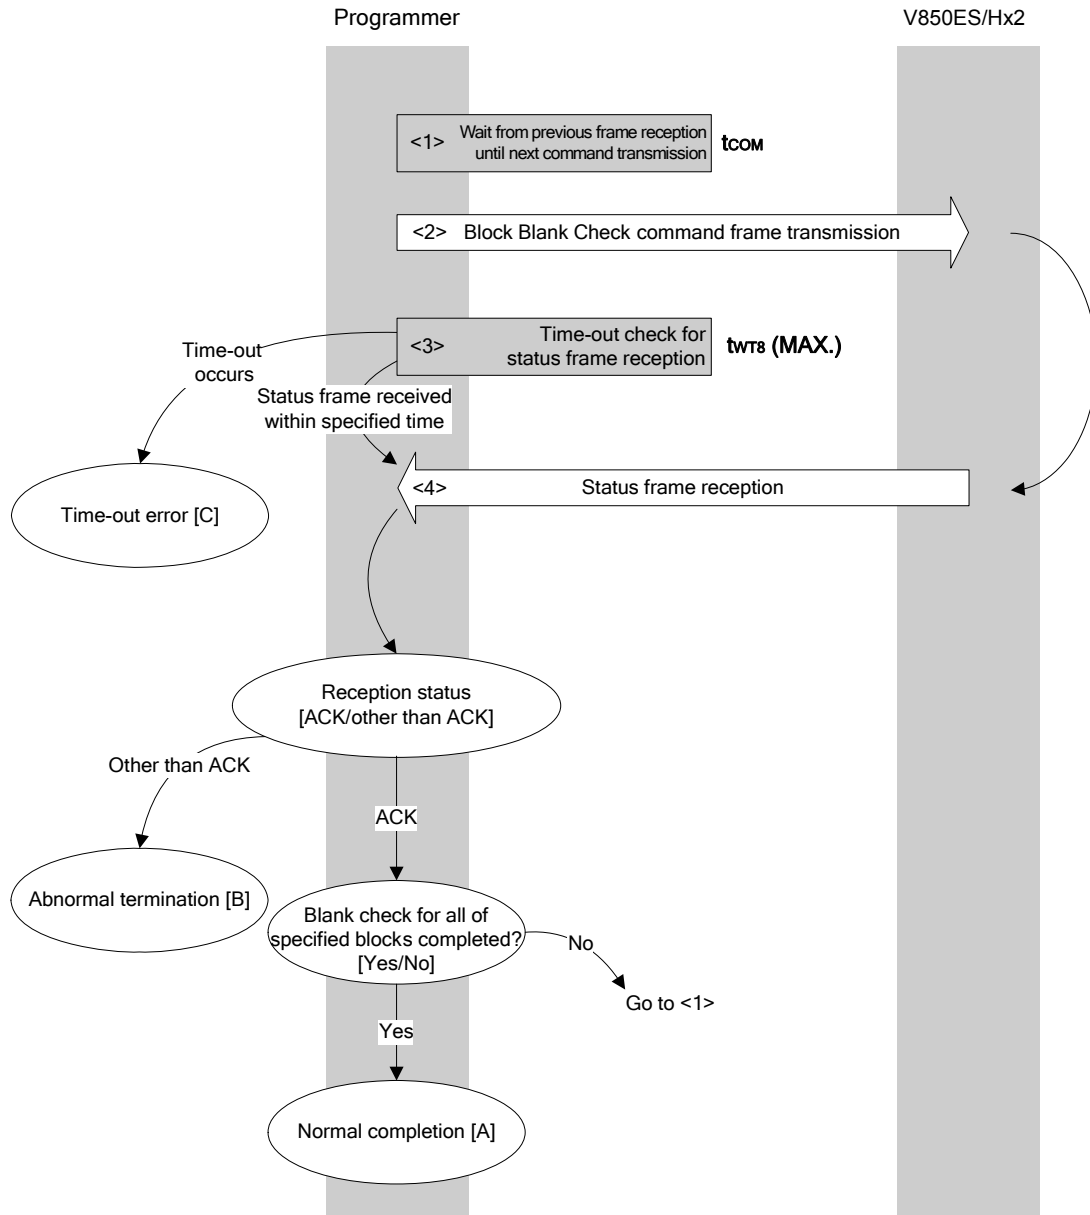 Programmer
V850ES/Hx2
<1>
Wait from previous frame reception
until next command transmission
tCOM
<2> Block Blank Check command frame transmission
<3>
Time-out check for
status frame reception
tWT8 (MAX.)
Time-out
occurs
Status frame received
within specified time
<4> Status frame reception
Time-out error [C]
Reception status
[ACK/other than ACK]
Other than ACK
ACK
Abnormal termination [B]
Blank check for all of
specified blocks completed?
[Yes/No]
No
Go to <1>
Yes
Normal completion [A]